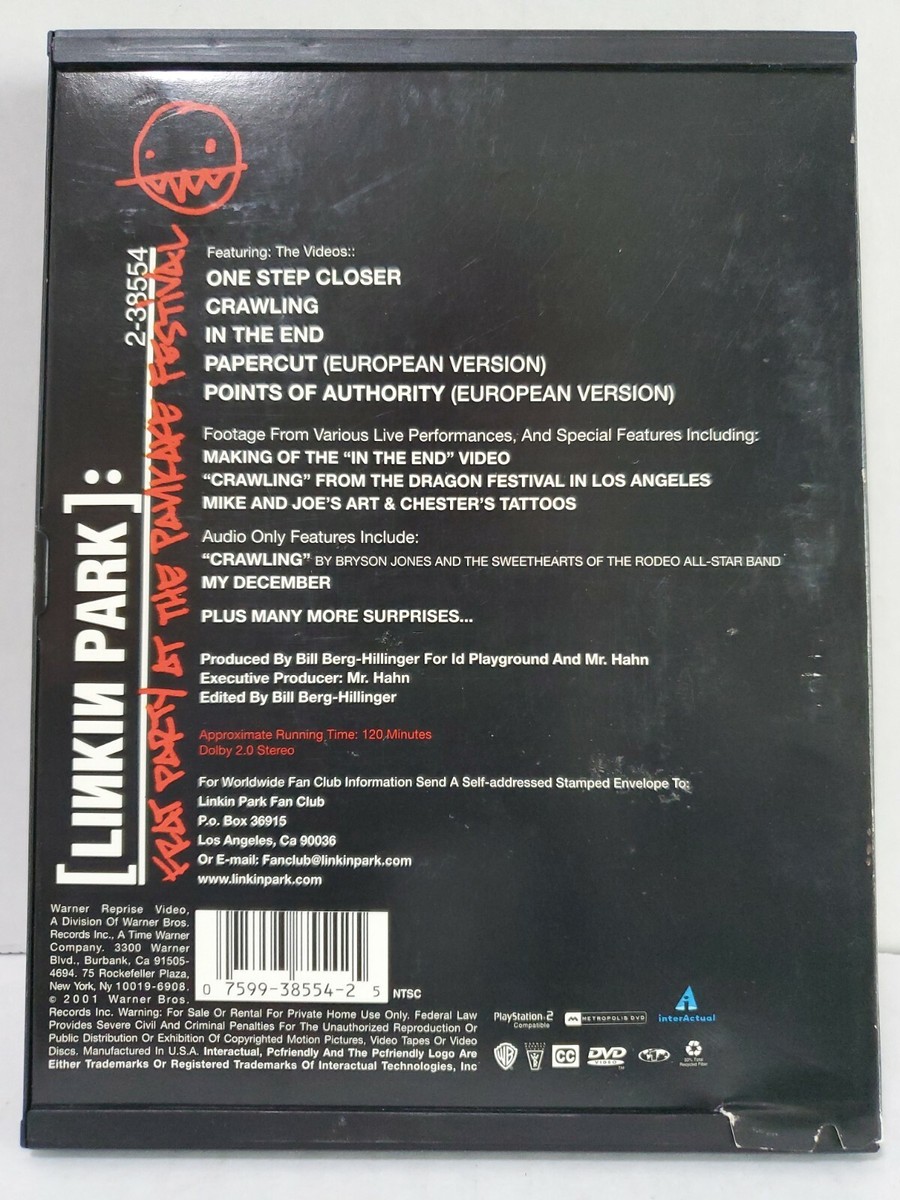 2-38554
[LINKIN PARK]:
FRAT PARTY AT THE PANKAKE FESTIVAL
Featuring: The Videos::
ONE STEP CLOSER
CRAWLING
IN THE END
PAPERCUT (EUROPEAN VERSION)
POINTS OF AUTHORITY (EUROPEAN VERSION)
Footage From Various Live Performances, And Special Features Including:
MAKING OF THE “IN THE END” VIDEO
“CRAWLING” FROM THE DRAGON FESTIVAL IN LOS ANGELES
MIKE AND JOE'S ART & CHESTER'S TATTOOS
Audio Only Features Include:
“CRAWLING” BY BRYSON JONES AND THE SWEETHEARTS OF THE RODEO ALL-STAR BAND
MY DECEMBER
PLUS MANY MORE SURPRISES...
Produced By Bill Berg-Hillinger For Id Playground And Mr. Hahn
Executive Producer: Mr. Hahn
Edited By Bill Berg-Hillinger
Approximate Running Time: 120 Minutes
Dolby 2.0 Stereo
For Worldwide Fan Club Information Send A Self-addressed Stamped Envelope To:
Linkin Park Fan Club
P.o. Box 36915
Los Angeles, Ca 90036
Or E-mail: Fanclub@linkinpark.com
www.linkinpark.com
Warner Reprise Video,
A Division Of Warner Bros.
Records Inc., A Time Warner
Company. 3300 Warner
Blvd., Burbank, Ca 91505-
4694. 75 Rockefeller Plaza,
New York, Ny 10019-6908.
© 2001 Warner Bros.
Records Inc. Warning: For Sale Or Rental For Private Home Use Only. Federal Law
Provides Severe Civil And Criminal Penalties For The Unauthorized Reproduction Or
Public Distribution Or Exhibition Of Copyrighted Motion Pictures, Video Tapes Or Video
Discs. Manufactured In U.S.A. Interactual, Pcfriendly And The Pcfriendly Logo Are
Either Trademarks Or Registered Trademarks Of Interactual Technologies, Inc
0 7599-38554-2 5
NTSC
PlayStation 2
Compatible
METROPOLIS DVD
interActual
WB
CC
DVD
VIDEO
TM
Recycled Fiber